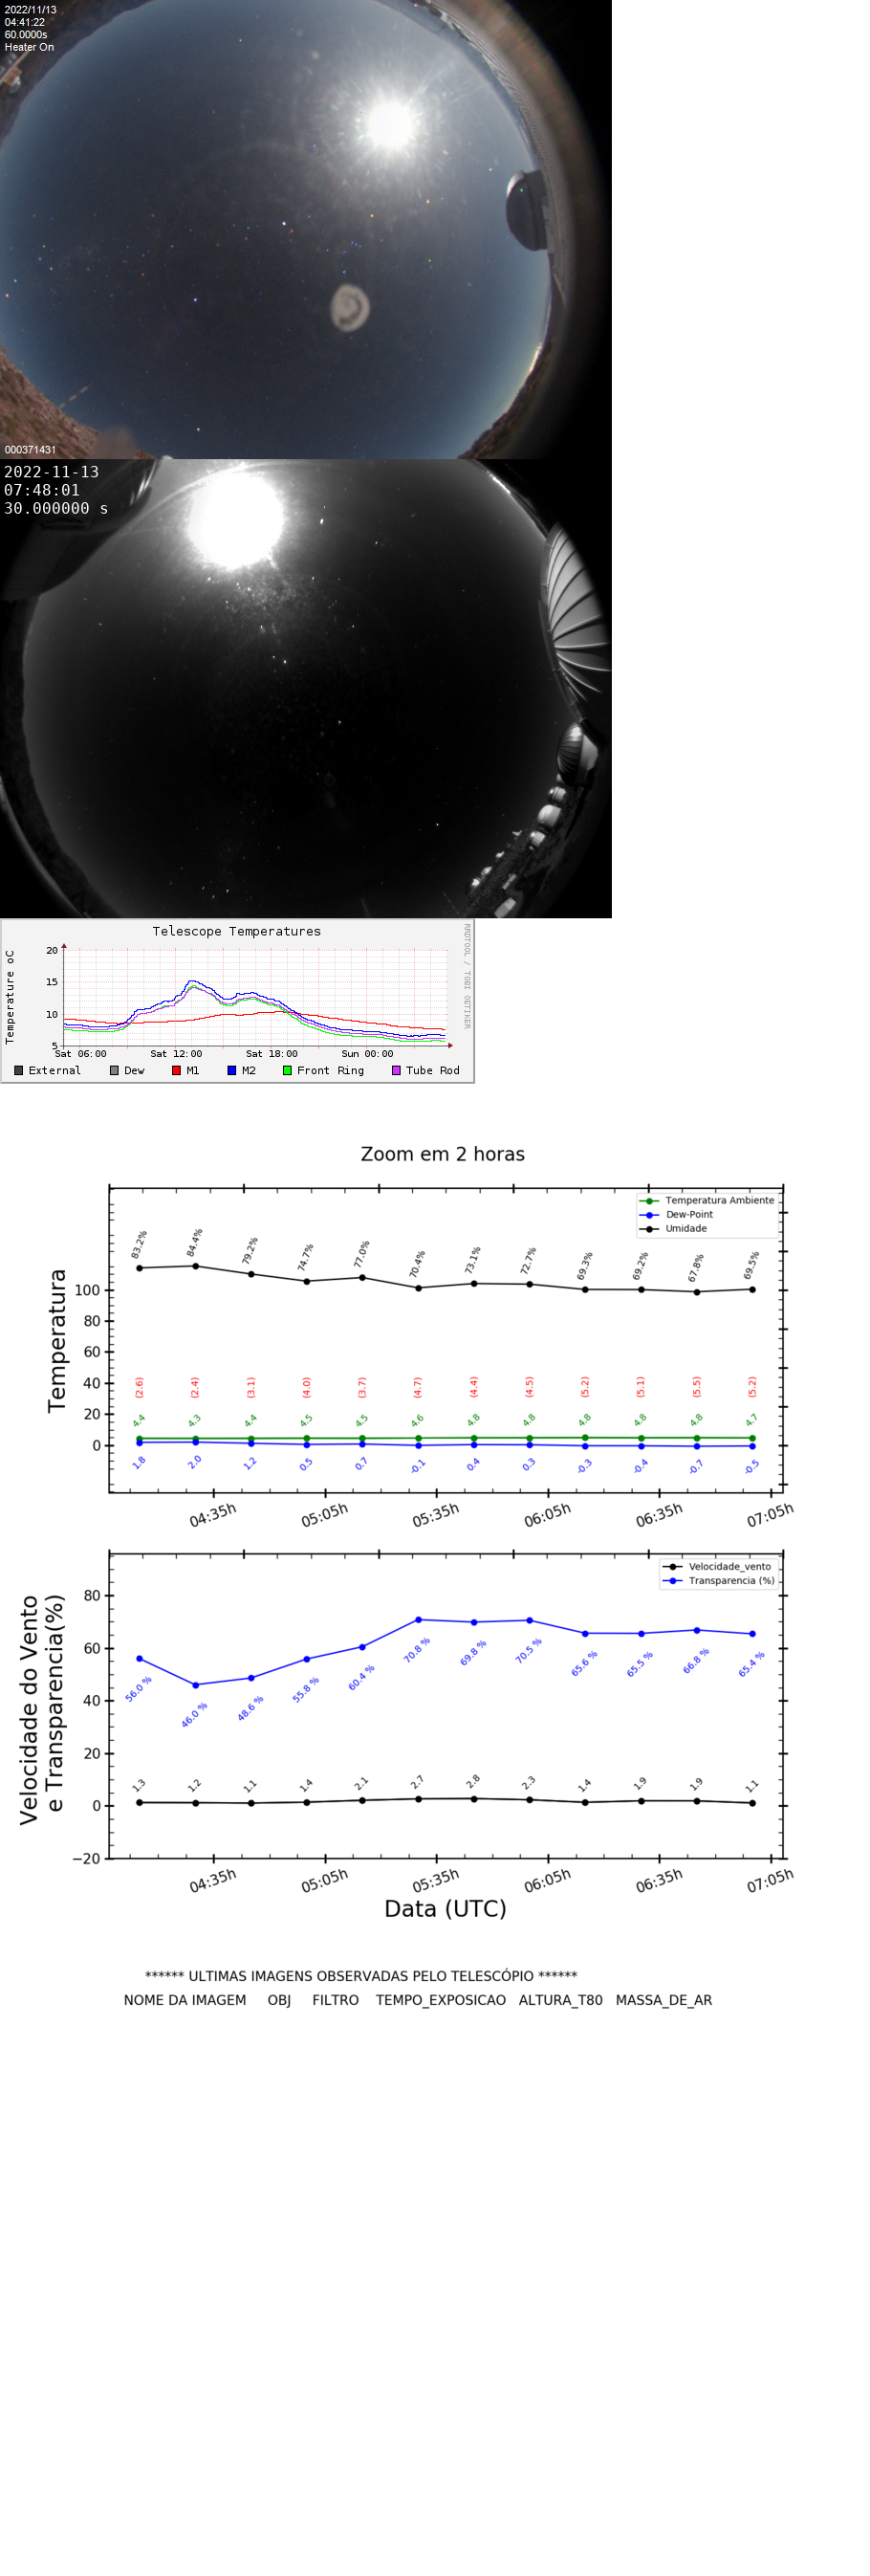 2022/11/13
04:41:22
60.0000s
Heater On
000371431
2022-11-13
07:48:01
30.000000 s
Telescope Temperatures
RRDTOOL / TOBI OETIKER
Temperature oC
20
15
10
5
Sat 06:00 Sat 12:00 Sat 18:00 Sun 00:00
External Dew M1 M2 Front Ring Tube Rod
Zoom em 2 horas
Temperatura Ambiente
Dew-Point
Umidade
Temperatura
83.2% 84.4% 79.2% 74.7% 77.0% 70.4% 73.1% 72.7% 69.3% 69.2% 67.8% 69.5%
100
80
60
40
20
0
(2.6) (2.4) (3.1) (4.0) (3.7) (4.7) (4.4) (4.5) (5.2) (5.1) (5.5) (5.2)
4.4 4.3 4.4 4.5 4.5 4.6 4.8 4.8 4.8 4.8 4.8 4.7
1.8 2.0 1.2 0.5 0.7 -0.1 0.4 0.3 -0.3 -0.4 -0.7 -0.5
04:35h 05:05h 05:35h 06:05h 06:35h 07:05h
Velocidade_vento
Transparencia (%)
Velocidade do Vento
e Transparencia(%)
80
60
40
20
0
−20
56.0 % 46.0 % 48.6 % 55.8 % 60.4 % 70.8 % 69.8 % 70.5 % 65.6 % 65.5 % 66.8 % 65.4 %
1.3 1.2 1.1 1.4 2.1 2.7 2.8 2.3 1.4 1.9 1.9 1.1
04:35h 05:05h 05:35h 06:05h 06:35h 07:05h
Data (UTC)
****** ULTIMAS IMAGENS OBSERVADAS PELO TELESCÓPIO ******
NOME DA IMAGEM OBJ FILTRO TEMPO_EXPOSICAO ALTURA_T80 MASSA_DE_AR